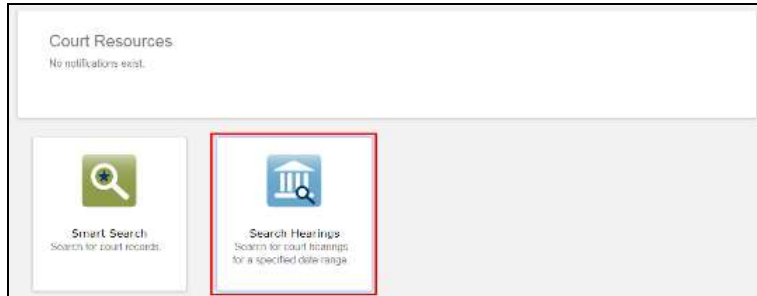 Court Resources
No notifications exist.
Smart Search
Search for court records.
Search Hearings
Search for court hearings
for a specified date range.